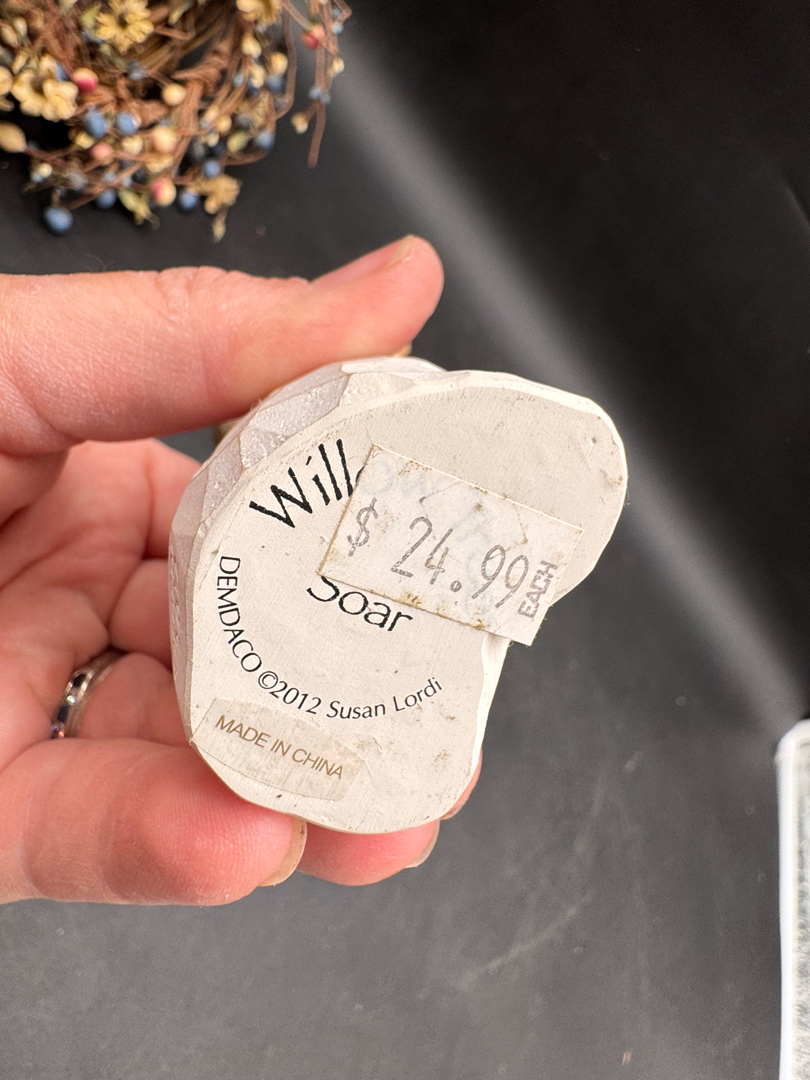 Will
$ 24.99 EACH
Soar
DEMDACO ©2012 Susan Lordi
MADE IN CHINA